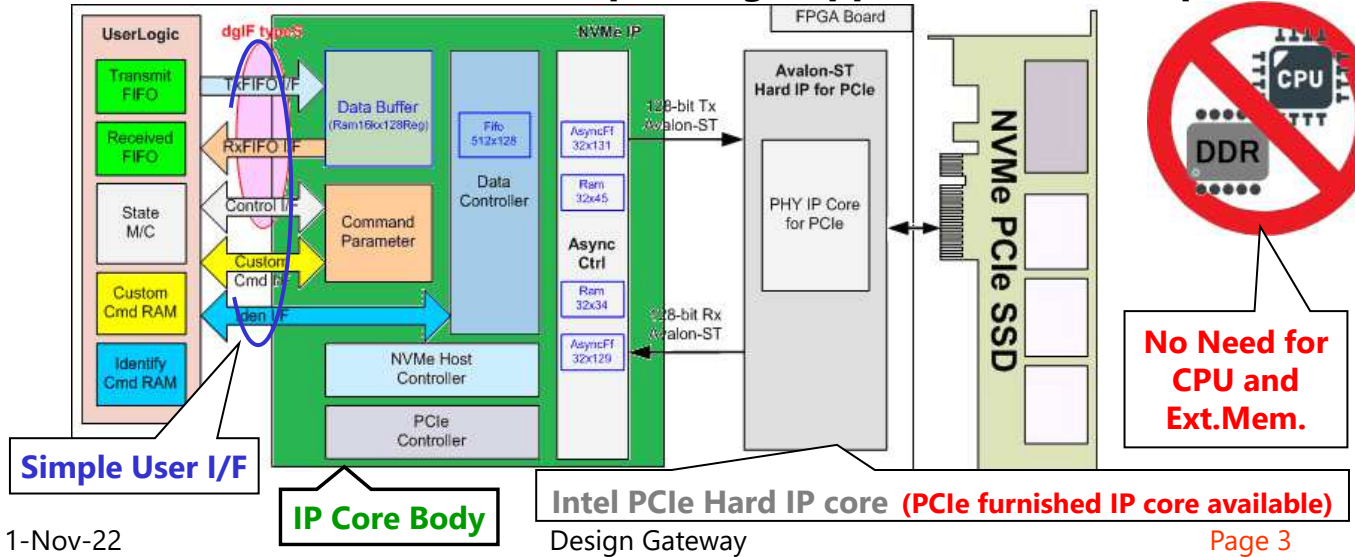 FPGA Board
UserLogic
dgIF typeS
NVMe IP
Transmit
FIFO
TxFIFO I/F
Received
FIFO
RxFIFO I/F
State
M/C
Control I/F
Custom
Cmd RAM
Custom
Cmd I/F
Identify
Cmd RAM
Iden I/F
Data Buffer
(Ram16kx128Reg)
Command
Parameter
Fifo
512x128
Data
Controller
NVMe Host
Controller
PCIe
Controller
AsyncFf
32x131
Ram
32x45
Async
Ctrl
Ram
32x34
AsyncFf
32x129
128-bit Tx
Avalon-ST
128-bit Rx
Avalon-ST
Avalon-ST
Hard IP for PCIe
PHY IP Core
for PCIe
NVMe PCIe SSD
CPU
DDR
No Need for
CPU and
Ext.Mem.
Simple User I/F
IP Core Body
Intel PCIe Hard IP core (PCIe furnished IP core available)
1-Nov-22
Design Gateway
Page 3